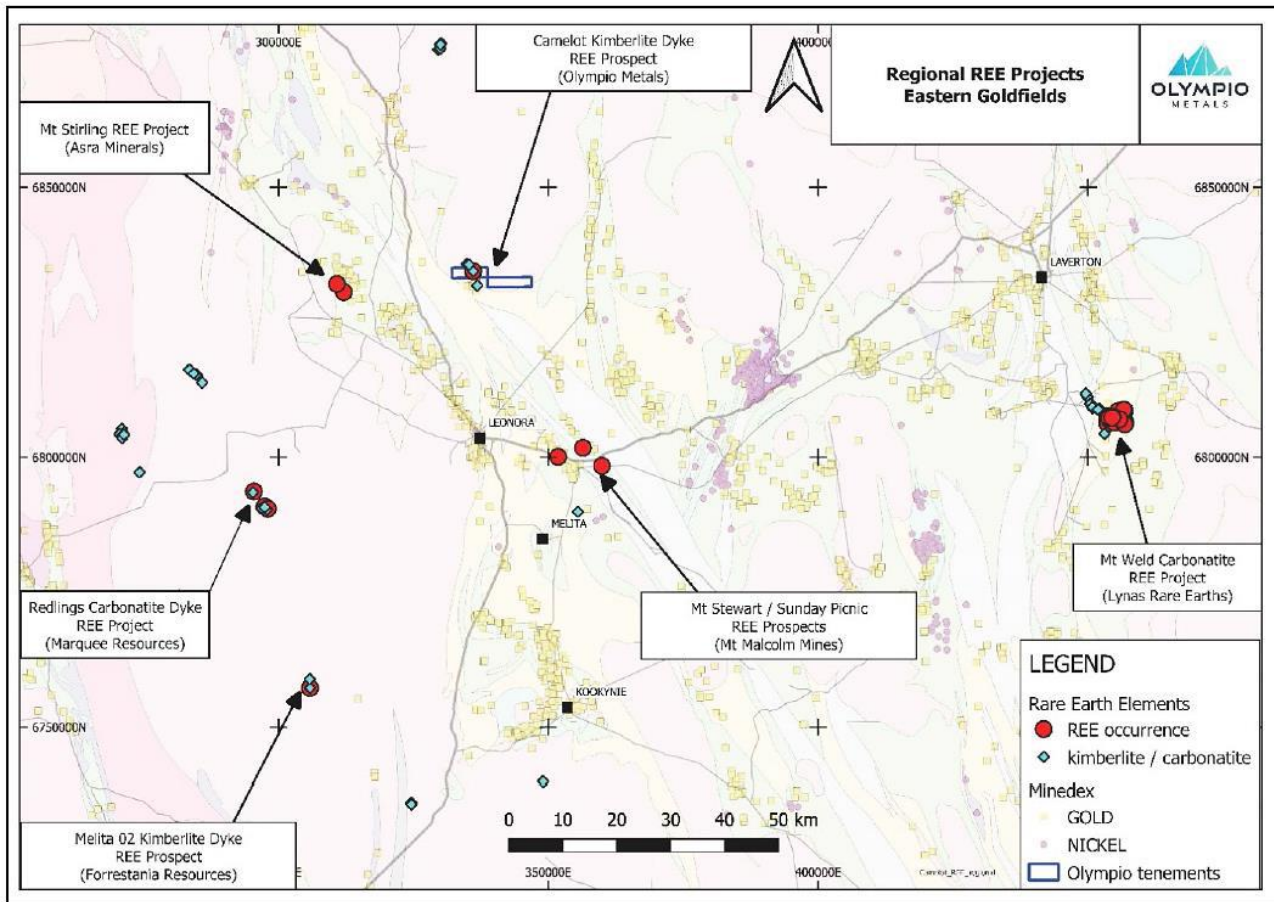 300000E
Camelot Kimberlite Dyke
REE Prospect
(Olympio Metals)
400000E
Regional REE Projects
Eastern Goldfields
OLYMPIO
METALS
Mt Stirling REE Project
(Asra Minerals)
6850000N
6850000N
LAVERTON
LEONORA
6800000N
6800000N
MELITA
Mt Weld Carbonatite
REE Project
(Lynas Rare Earths)
Redlings Carbonatite Dyke
REE Project
(Marquee Resources)
Mt Stewart / Sunday Picnic
REE Prospects
(Mt Malcolm Mines)
KOOKYNIE
6750000N
LEGEND
Rare Earth Elements
REE occurrence
kimberlite / carbonatite
Minedex
GOLD
NICKEL
Olympio tenements
0 10 20 30 40 50 km
Melita 02 Kimberlite Dyke
REE Prospect
(Forrestania Resources)
350000E
400000E
Camelot_REE_regional